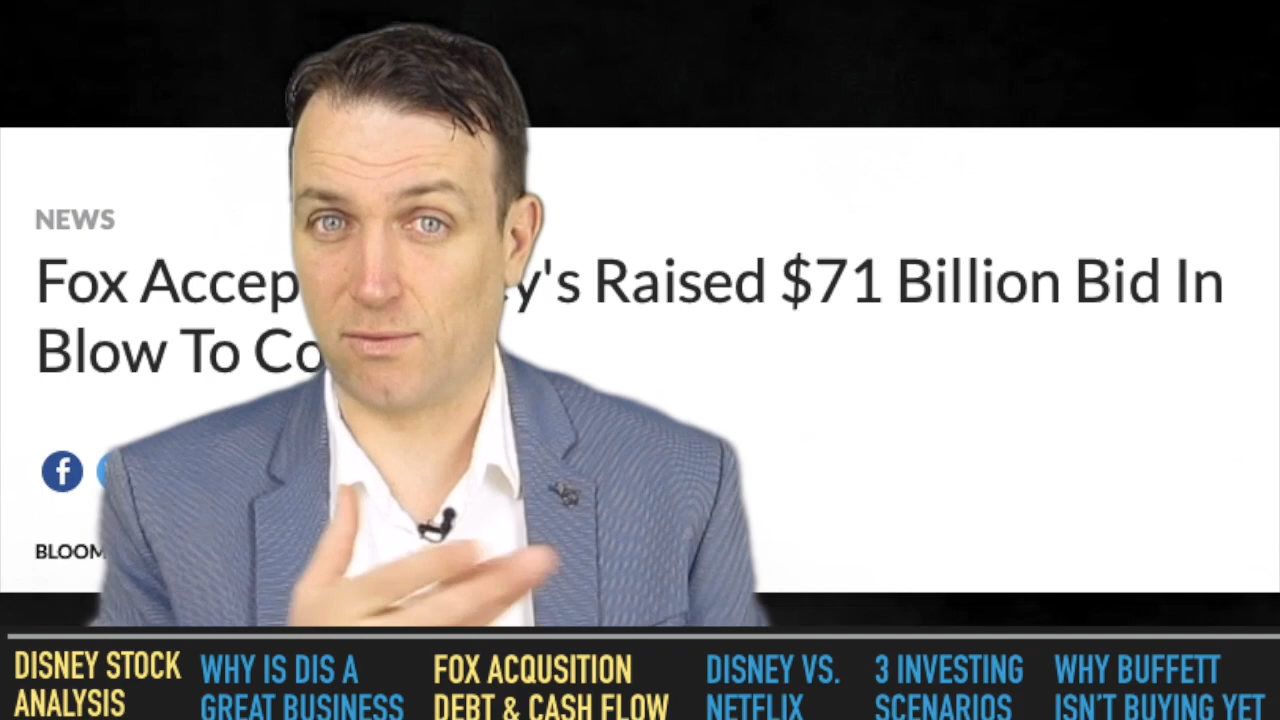 NEWS
Fox Accep y's Raised $71 Billion Bid In
Blow To Co
f
BLOOM
DISNEY STOCK
ANALYSIS
WHY IS DIS A
GREAT BUSINESS
FOX ACQUSITION
DEBT & CASH FLOW
DISNEY VS.
NETFLIX
3 INVESTING
SCENARIOS
WHY BUFFETT
ISN'T BUYING YET